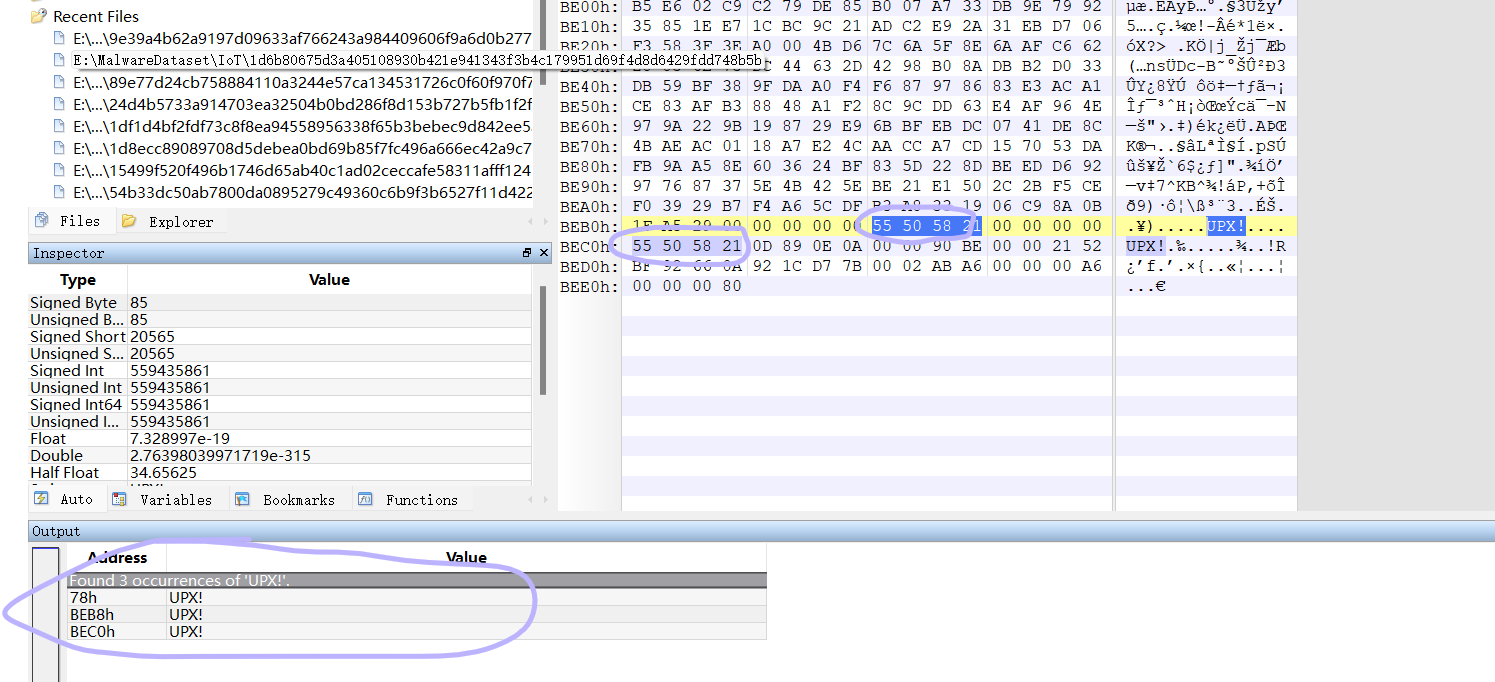 Recent Files
E:\...\9e39a4b62a9197d09633af766243a984409606f9a6d0b277
E:\MalwareDataset\IoT\1d6b80675d3a405108930b421e941343f3b4c179951d69f4d8d6429fdd748b5b
E:\...\89e77d24cb758884110a3244e57ca134531726c0f60f970f7
E:\...\24d4b5733a914703ea32504b0bd286f8d153b727b5fb1f2f
E:\...\1df1d4bf2fdf73c8f8ea94558956338f65b3bebec9d842ee5
E:\...\1d8ecc89089708d5debea0bd69b85f7fc496a666ec42a9c7
E:\...\15499f520f496b1746d65ab40c1ad02ceccafe58311afff124
E:\...\54b33dc50ab7800da0895279c49360c6b9f3b6527f11d422
Files
Explorer
BE00h: B5 E6 02 C9 C2 79 DE 85 B0 07 A7 33 DB 9E 79 92 µæ.ÉÂyÞ…°.§3Ûžy’
BE10h: 35 85 1E E7 1C BC 9C 21 AD C2 E9 2A 31 EB D7 06 5….ç.¼œ!-Âé*1ë×.
BE20h: F3 58 3F 3E A0 00 4B D6 7C 6A 5F 8E 6A AF C6 62 óX?> .KÖ|j_Žj¯Æb
44 63 2D 42 98 B0 8A DB B2 D0 33 (…nsÜDc-B˜°ŠÛ²Ð3
BE40h: DB 59 BF 38 9F DA A0 F4 F6 87 97 86 83 E3 AC A1 ÛY¿8ŸÚ ôö‡—†ƒã¬¡
BE50h: CE 83 AF B3 88 48 A1 F2 8C 9C DD 63 E4 AF 96 4E Îƒ¯³ˆH¡òŒœÝcä¯–N
BE60h: 97 9A 22 9B 19 87 29 E9 6B BF EB DC 07 41 DE 8C —š"›.‡)ék¿ëÜ.AÞŒ
BE70h: 4B AE AC 01 18 A7 E2 4C AA CC A7 CD 15 70 53 DA K®¬..§âLªÌ§Í.pSÚ
BE80h: FB 9A A5 8E 60 36 24 BF 83 5D 22 8D BE ED D6 92 ûš¥Ž`6$¿ƒ]".¾íÖ’
BE90h: 97 76 87 37 5E 4B 42 5E BE 21 E1 50 2C 2B F5 CE —v‡7^KB^¾!áP,+õÎ
BEA0h: F0 39 29 B7 F4 A6 5C DF B3 A8 33 19 06 C9 8A 0B ð9)·ô¦\ß³¨3..ÉŠ.
BEB0h: 1F A5 29 00 00 00 00 00 55 50 58 21 00 00 00 00 .¥).....UPX!....
BEC0h: 55 50 58 21 0D 89 0E 0A 00 00 90 BE 00 00 21 52 UPX!.‰.....¾..!R
BED0h: BF 92 66 0A 92 1C D7 7B 00 02 AB A6 00 00 00 A6 ¿’f.’.×{..«¦...¦
BEE0h: 00 00 00 80 ...€
Inspector
Type Value
Signed Byte 85
Unsigned B... 85
Signed Short 20565
Unsigned S... 20565
Signed Int 559435861
Unsigned Int 559435861
Signed Int64 559435861
Unsigned I... 559435861
Float 7.328997e-19
Double 2.76398039971719e-315
Half Float 34.65625
Auto Variables Bookmarks Functions
Output
Address Value
Found 3 occurrences of 'UPX!'.
78h UPX!
BEB8h UPX!
BEC0h UPX!